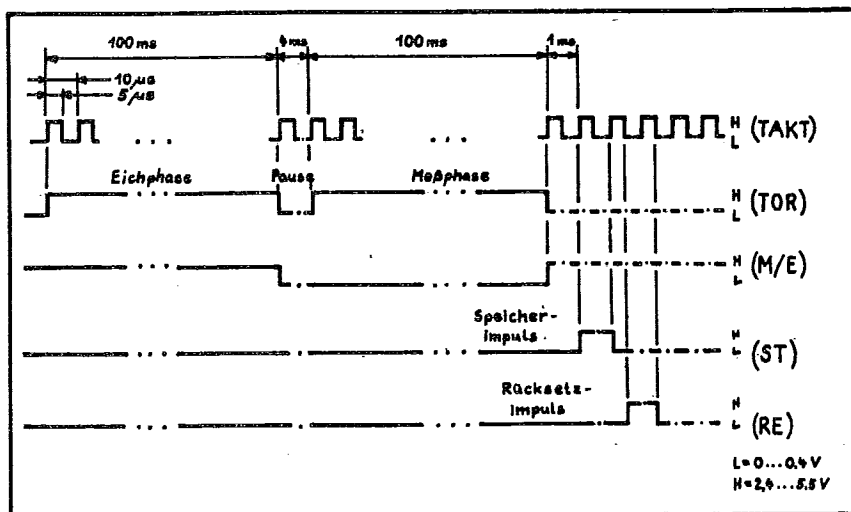 100 ms 4 ms 100 ms 1 ms
10 µs
5 µs
H
L (TAKT)
Eichphase Pause Meßphase
H
L (TOR)
H
L (M/E)
Speicher-
impuls
H
L (ST)
Rücksetz-
impuls
H
L (RE)
L=0...0,4 V
H=2,4...5,5 V